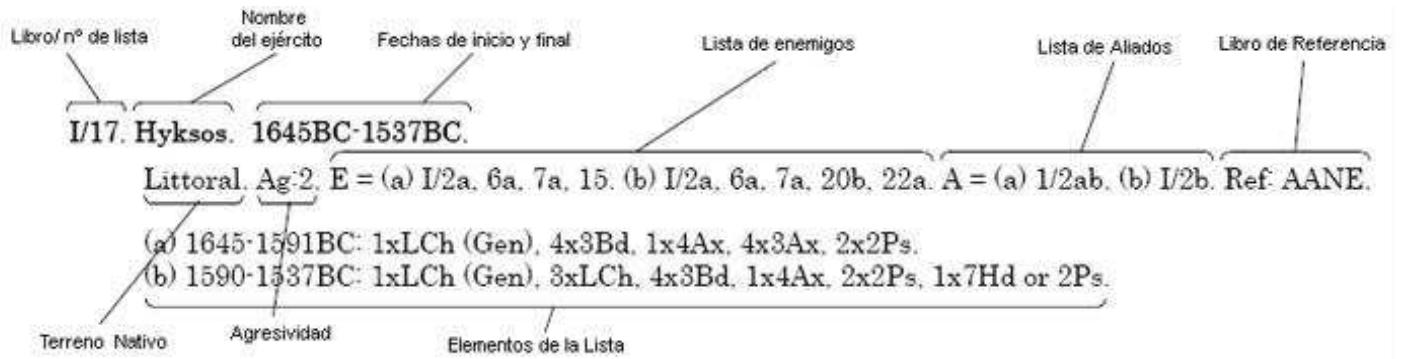 Libro/ nº de lista
Nombre
del ejército
Fechas de inicio y final
Lista de enemigos
Lista de Aliados
Libro de Referencia
I/17. Hyksos. 1645BC-1537BC.
Littoral. Ag-2. E = (a) I/2a, 6a, 7a, 15. (b) I/2a, 6a, 7a, 20b, 22a. A = (a) 1/2ab. (b) I/2b. Ref: AANE.
(a) 1645-1591BC: 1xLCh (Gen), 4x3Bd, 1x4Ax, 4x3Ax, 2x2Ps.
(b) 1590-1537BC: 1xLCh (Gen), 3xLCh, 4x3Bd, 1x4Ax, 2x2Ps, 1x7Hd or 2Ps.
Terreno Nativo
Agresividad
Elementos de la Lista